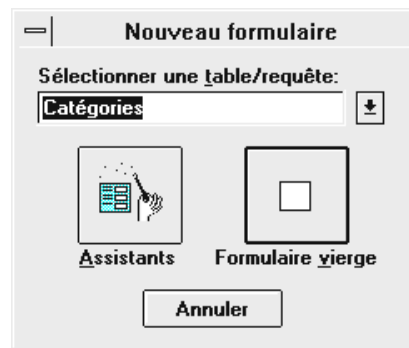 Nouveau formulaire
Sélectionner une table/requête:
Catégories
Assistants Formulaire vierge
Annuler